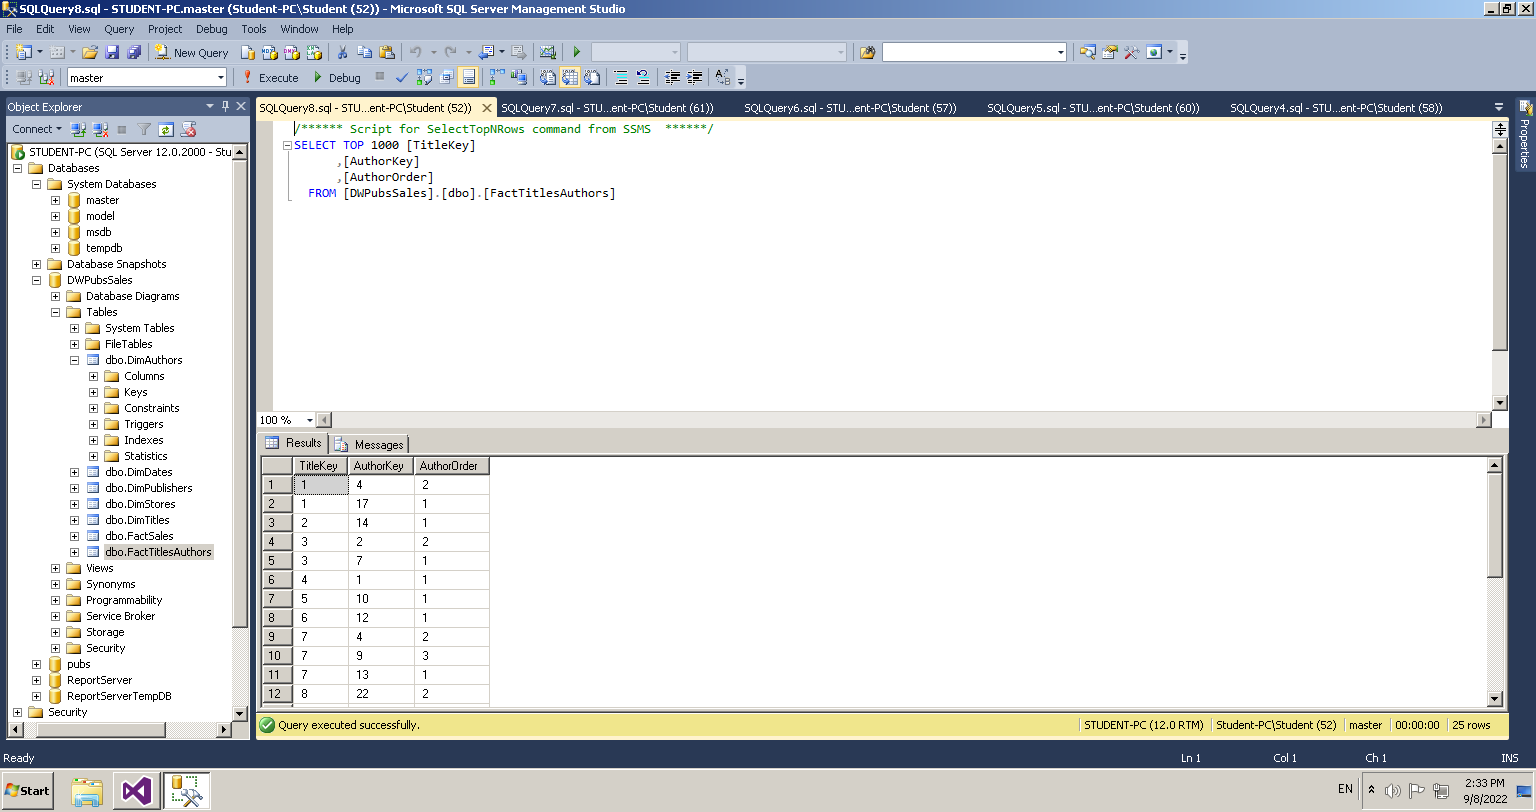 SQLQuery8.sql - STUDENT-PC.master (Student-PC\Student (52)) - Microsoft SQL Server Management Studio
File Edit View Query Project Debug Tools Window Help
New Query
master Execute Debug
Object Explorer
Connect
STUDENT-PC (SQL Server 12.0.2000 - Stu
Databases
System Databases
master
model
msdb
tempdb
Database Snapshots
DWPubsSales
Database Diagrams
Tables
System Tables
FileTables
dbo.DimAuthors
Columns
Keys
Constraints
Triggers
Indexes
Statistics
dbo.DimDates
dbo.DimPublishers
dbo.DimStores
dbo.DimTitles
dbo.FactSales
dbo.FactTitlesAuthors
Views
Synonyms
Programmability
Service Broker
Storage
Security
pubs
ReportServer
ReportServerTempDB
Security
SQLQuery8.sql - STU...ent-PC\Student (52)) SQLQuery7.sql - STU...ent-PC\Student (61)) SQLQuery6.sql - STU...ent-PC\Student (57)) SQLQuery5.sql - STU...ent-PC\Student (60)) SQLQuery4.sql - STU...ent-PC\Student (58))
/****** Script for SelectTopNRows command from SSMS ******/
SELECT TOP 1000 [TitleKey]
,[AuthorKey]
,[AuthorOrder]
FROM [DWPubsSales].[dbo].[FactTitlesAuthors]
Properties
100 %
Results Messages
TitleKey AuthorKey AuthorOrder
1 1 4 2
2 1 17 1
3 2 14 1
4 3 2 2
5 3 7 1
6 4 1 1
7 5 10 1
8 6 12 1
9 7 4 2
10 7 9 3
11 7 13 1
12 8 22 2
Query executed successfully. STUDENT-PC (12.0 RTM) Student-PC\Student (52) master 00:00:00 25 rows
Ready Ln 1 Col 1 Ch 1 INS
Start EN 2:33 PM
9/8/2022